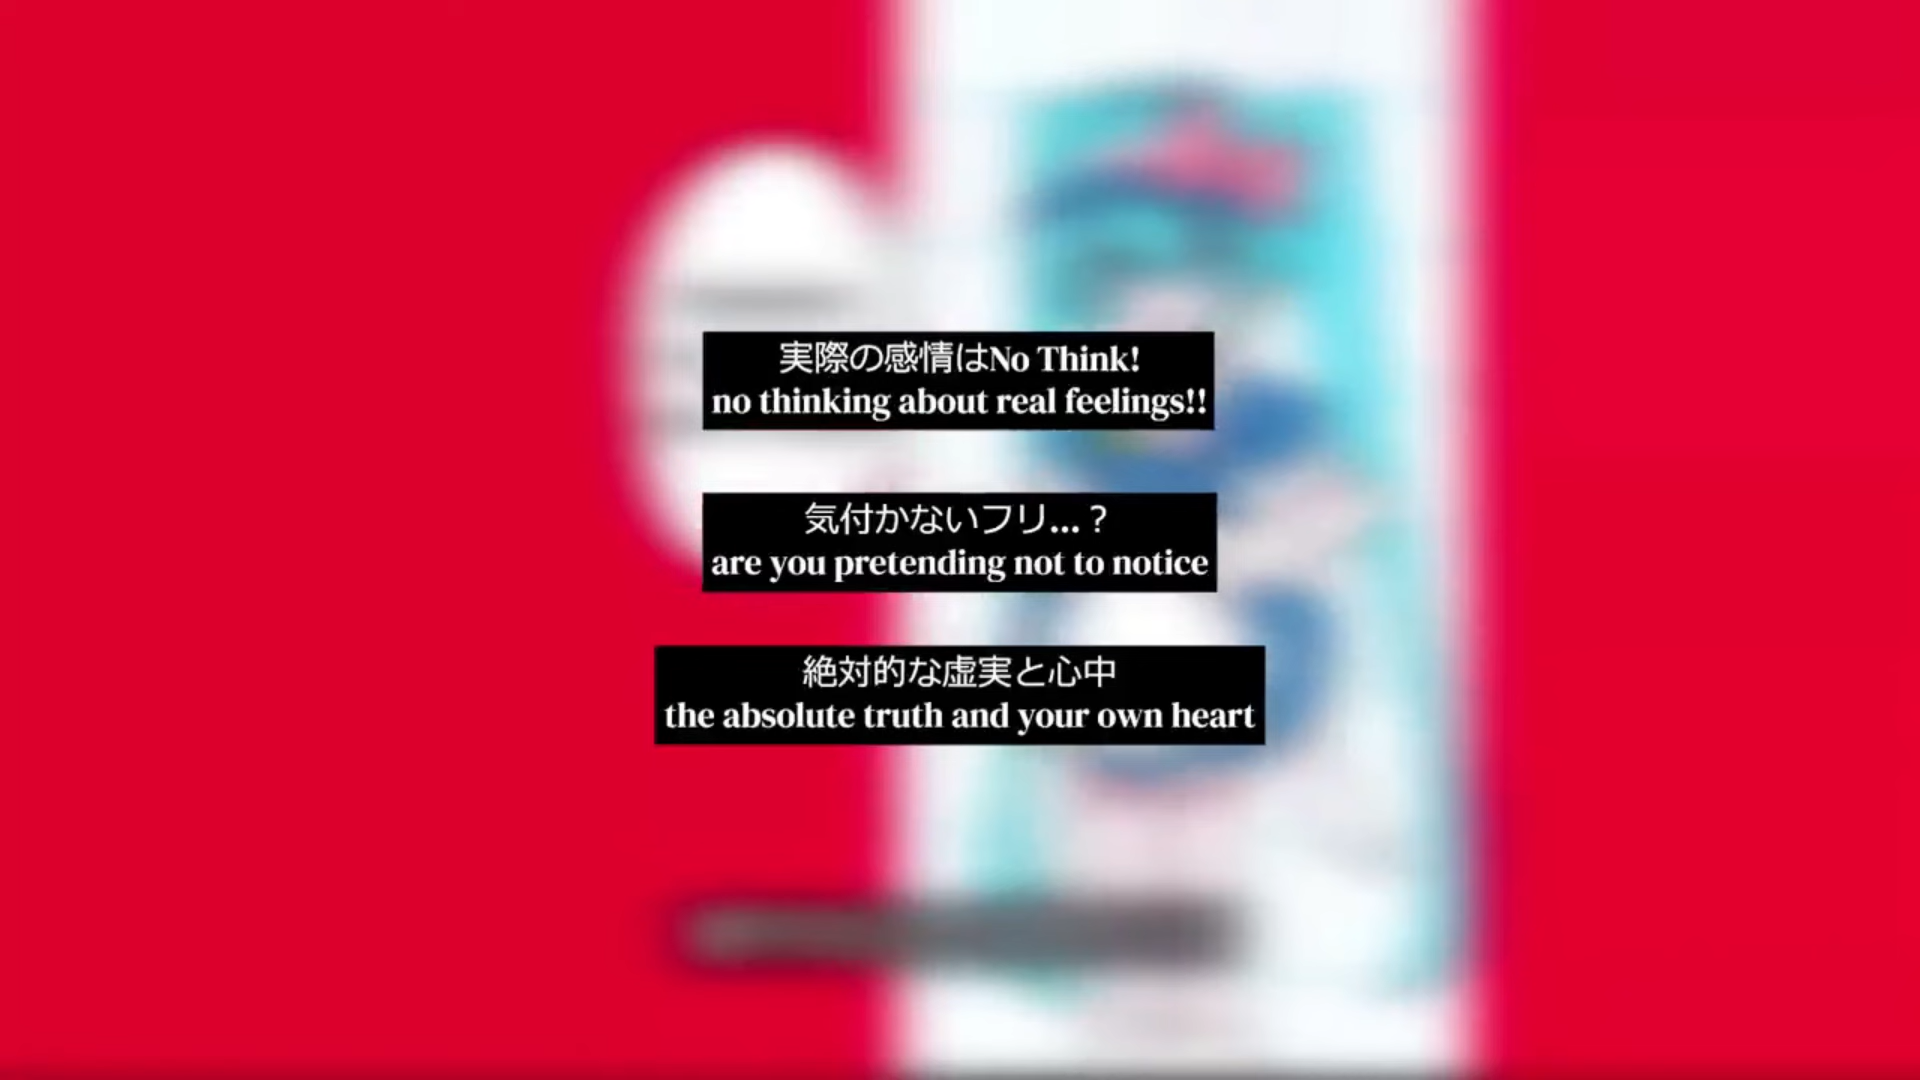 実際の感情はNo Think!
no thinking about real feelings!!
気付かないフリ...？
are you pretending not to notice
絶対的な虚実と心中
the absolute truth and your own heart